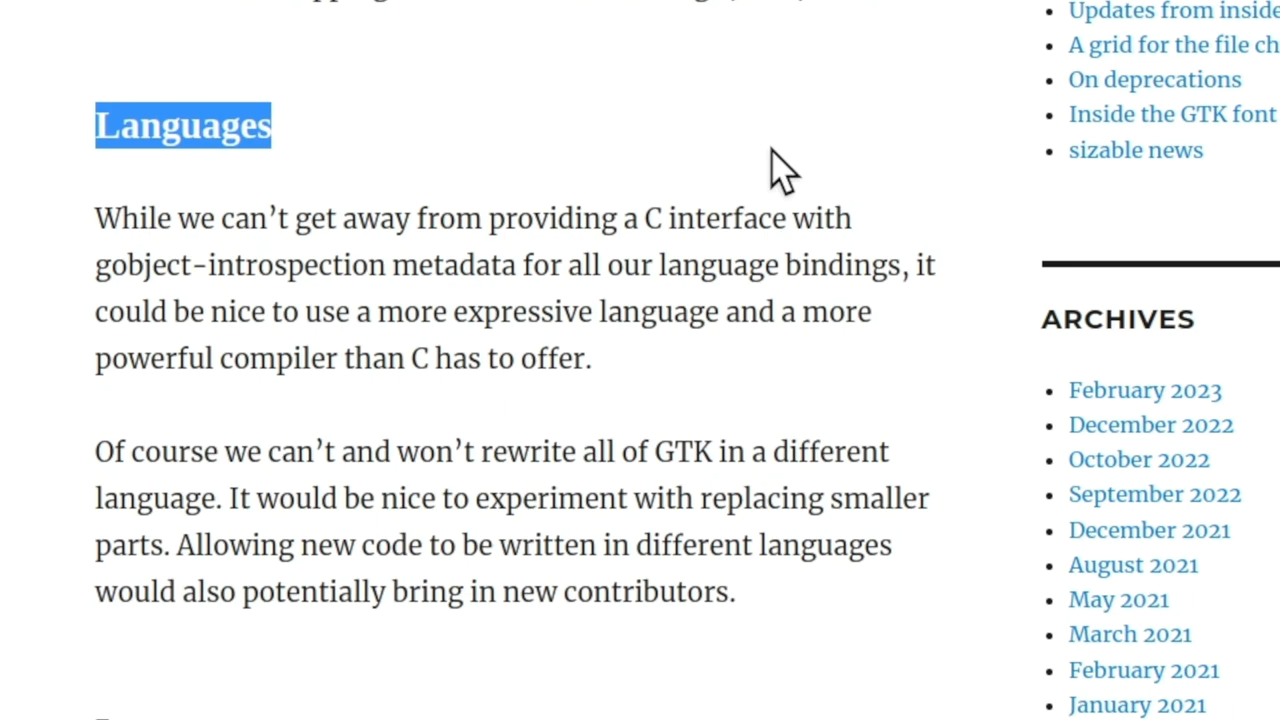 Languages
While we can’t get away from providing a C interface with
gobject-introspection metadata for all our language bindings, it
could be nice to use a more expressive language and a more
powerful compiler than C has to offer.
Of course we can’t and won’t rewrite all of GTK in a different
language. It would be nice to experiment with replacing smaller
parts. Allowing new code to be written in different languages
would also potentially bring in new contributors.
Updates from inside
A grid for the file ch
On deprecations
Inside the GTK font
sizable news
ARCHIVES
February 2023
December 2022
October 2022
September 2022
December 2021
August 2021
May 2021
March 2021
February 2021
January 2021